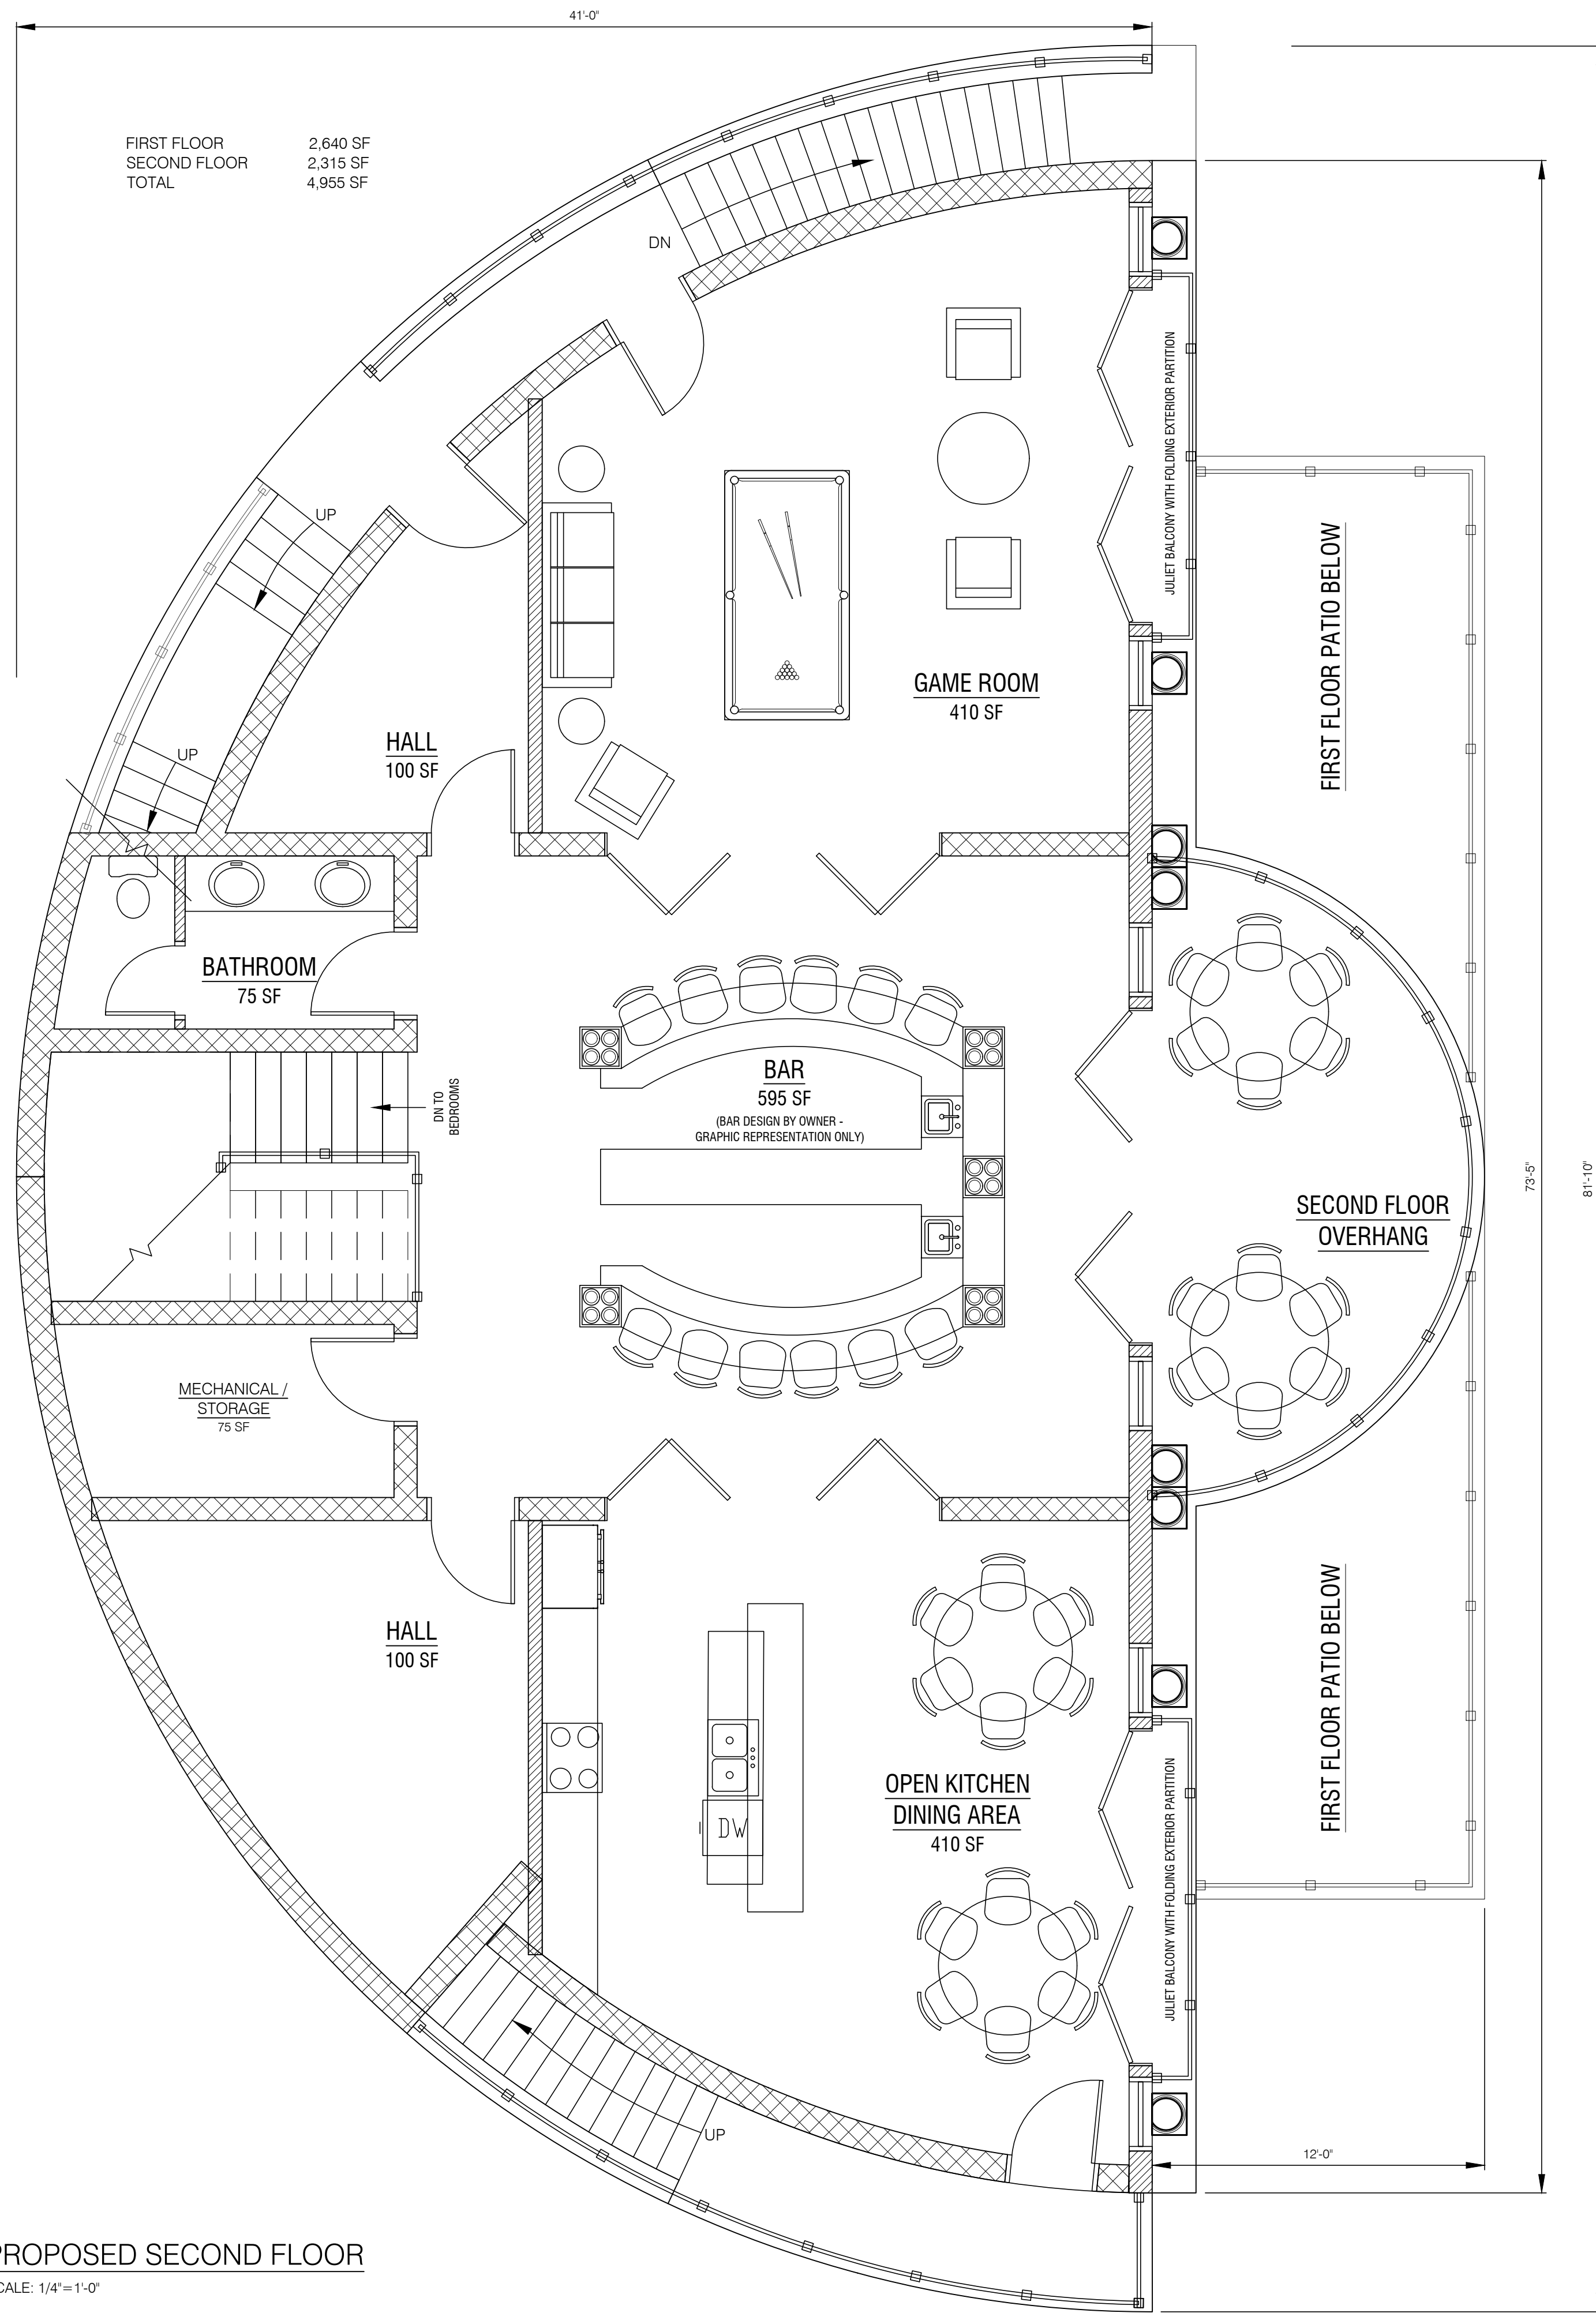 41'-0"
FIRST FLOOR 2,640 SF
SECOND FLOOR 2,315 SF
TOTAL 4,955 SF
DN
JULIET BALCONY WITH FOLDING EXTERIOR PARTITION
UP
FIRST FLOOR PATIO BELOW
GAME ROOM
410 SF
HALL
100 SF
UP
BATHROOM
75 SF
BAR
595 SF
(BAR DESIGN BY OWNER -
GRAPHIC REPRESENTATION ONLY)
DN TO
BEDROOMS
73'-5"
81'-10"
SECOND FLOOR
OVERHANG
MECHANICAL /
STORAGE
75 SF
HALL
100 SF
FIRST FLOOR PATIO BELOW
OPEN KITCHEN
DINING AREA
410 SF
DW
JULIET BALCONY WITH FOLDING EXTERIOR PARTITION
UP
12'-0"
PROPOSED SECOND FLOOR
SCALE: 1/4"=1'-0"